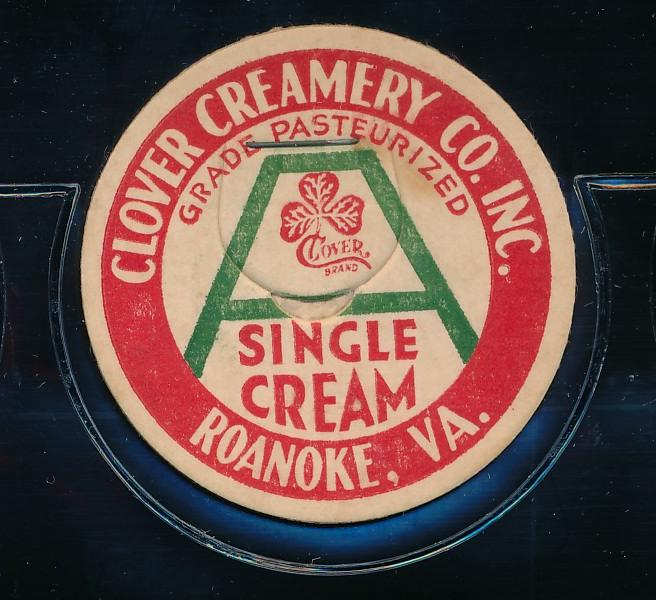 CLOVER CREAMERY CO. INC.
GRADE PASTEURIZED
A
CLOVER
BRAND
SINGLE
CREAM
ROANOKE, VA.